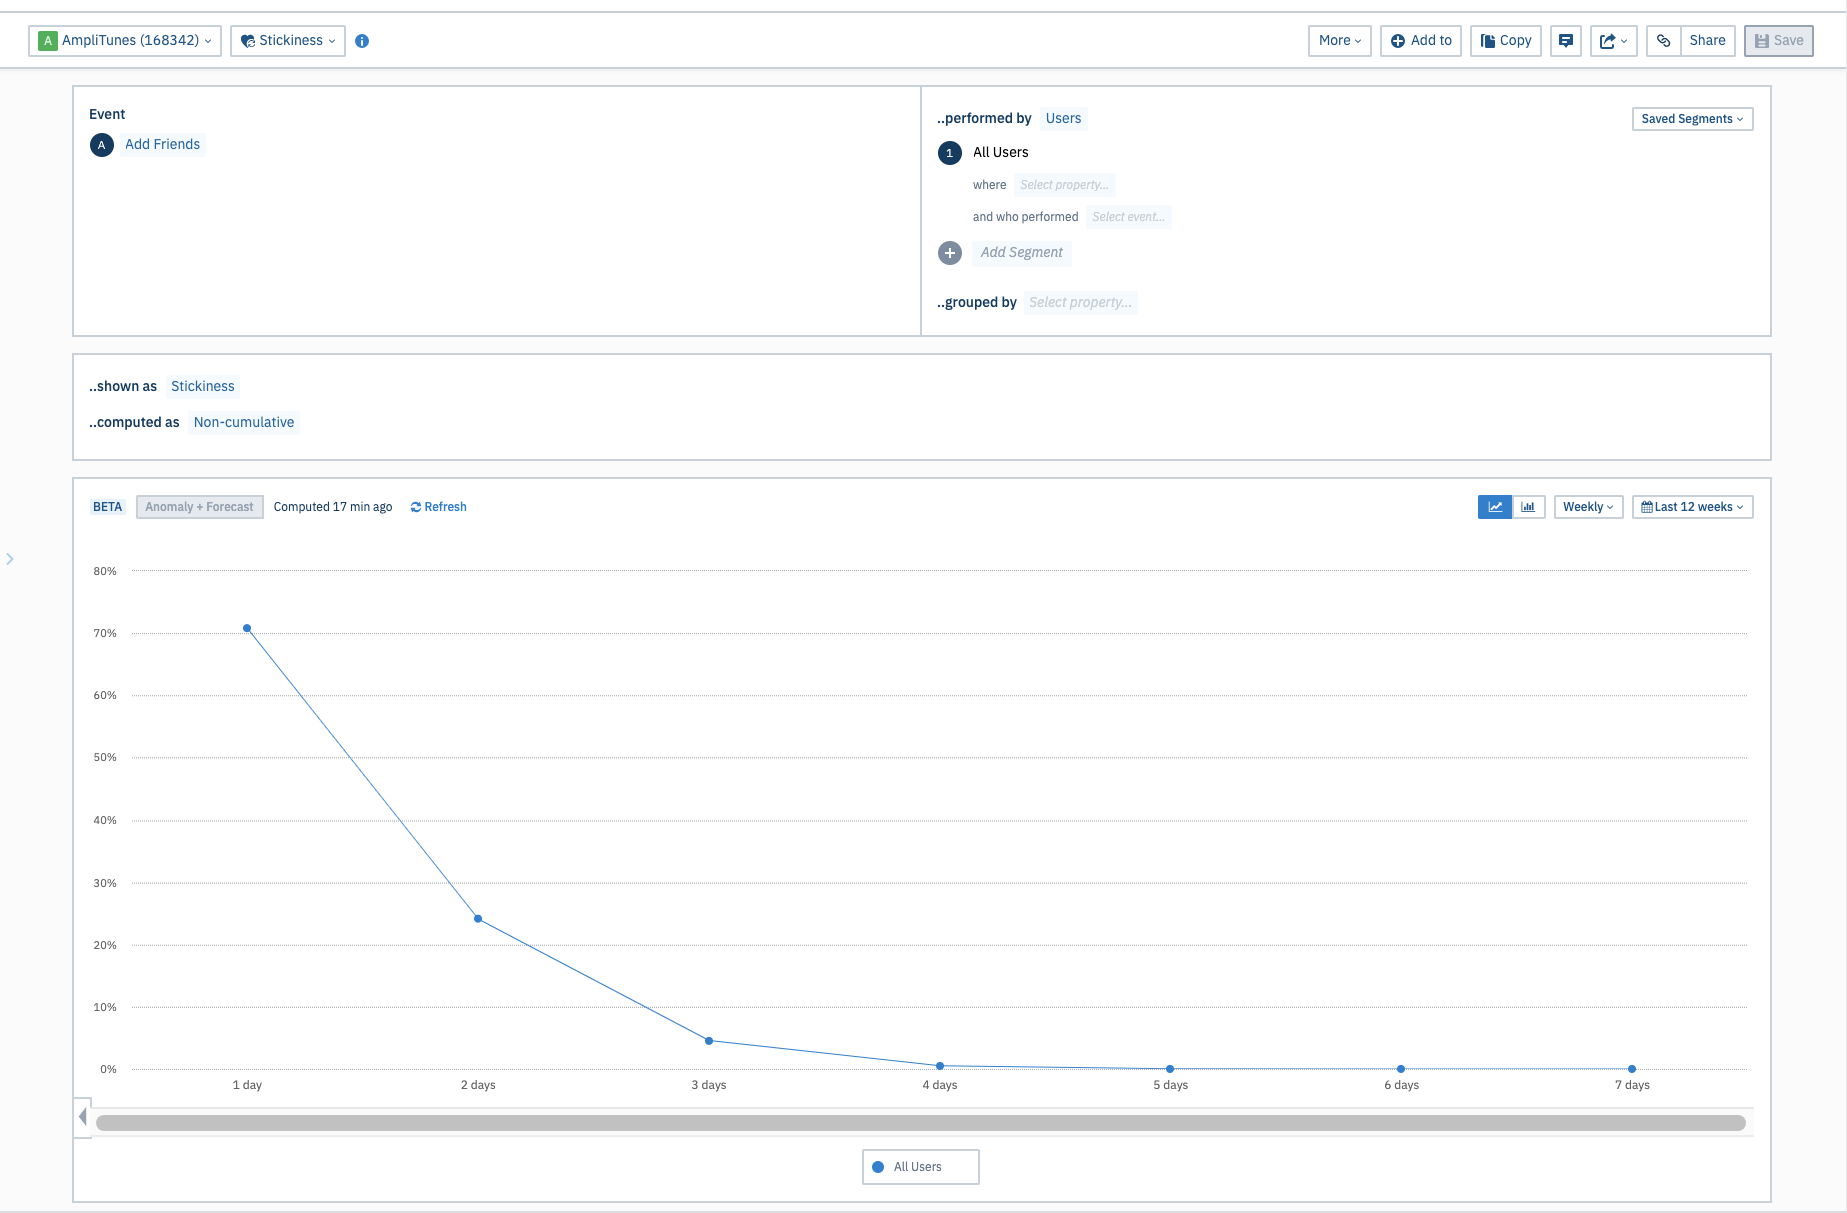 A AmpliTunes (168342) Stickiness i More Add to Copy Share Save
Event
A Add Friends
..performed by Users Saved Segments
1 All Users
where Select property...
and who performed Select event...
+ Add Segment
..grouped by Select property...
..shown as Stickiness
..computed as Non-cumulative
BETA Anomaly + Forecast Computed 17 min ago Refresh Weekly Last 12 weeks
80%
70%
60%
50%
40%
30%
20%
10%
0%
1 day 2 days 3 days 4 days 5 days 6 days 7 days
All Users